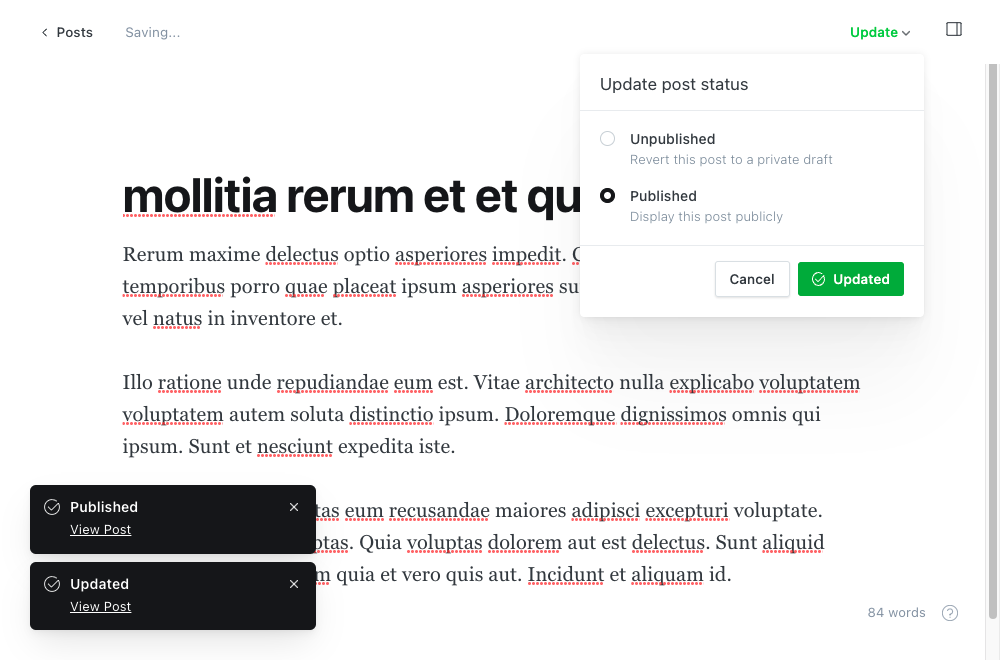 Posts
Saving...
Update
Update post status
Unpublished
Revert this post to a private draft
Published
Display this post publicly
Cancel
Updated
mollitia rerum et et qu
Rerum maxime delectus optio asperiores impedit.
temporibus porro quae placeat ipsum asperiores su
vel natus in inventore et.
Illo ratione unde repudiandae eum est. Vitae architecto nulla explicabo voluptatem
voluptatem autem soluta distinctio ipsum. Doloremque dignissimos omnis qui
ipsum. Sunt et nesciunt expedita iste.
tas eum recusandae maiores adipisci excepturi voluptate.
ptas. Quia voluptas dolorem aut est delectus. Sunt aliquid
m quia et vero quis aut. Incidunt et aliquam id.
Published
View Post
Updated
View Post
84 words